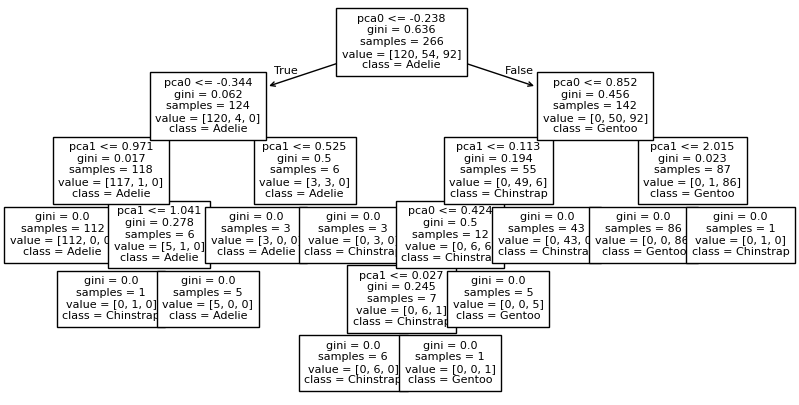 pca0 <= -0.238
gini = 0.636
samples = 266
value = [120, 54, 92]
class = Adelie
True
False
pca0 <= -0.344
gini = 0.062
samples = 124
value = [120, 4, 0]
class = Adelie
pca0 <= 0.852
gini = 0.456
samples = 142
value = [0, 50, 92]
class = Gentoo
pca1 <= 0.971
gini = 0.017
samples = 118
value = [117, 1, 0]
class = Adelie
pca1 <= 0.525
gini = 0.5
samples = 6
value = [3, 3, 0]
class = Adelie
pca1 <= 0.113
gini = 0.194
samples = 55
value = [0, 49, 6]
class = Chinstrap
pca1 <= 2.015
gini = 0.023
samples = 87
value = [0, 1, 86]
class = Gentoo
gini = 0.0
samples = 112
value = [112, 0, 0
class = Adelie
pca1 <= 1.041
gini = 0.278
samples = 6
value = [5, 1, 0]
class = Adelie
gini = 0.0
samples = 3
value = [3, 0, 0]
class = Adelie
gini = 0.0
samples = 3
value = [0, 3, 0]
class = Chinstrap
pca0 <= 0.424
gini = 0.5
samples = 12
value = [0, 6, 6]
class = Chinstrap
gini = 0.0
samples = 43
value = [0, 43, 0]
class = Chinstrap
gini = 0.0
samples = 86
value = [0, 0, 86]
class = Gentoo
gini = 0.0
samples = 1
value = [0, 1, 0]
class = Chinstrap
gini = 0.0
samples = 1
value = [0, 1, 0]
class = Chinstrap
gini = 0.0
samples = 5
value = [5, 0, 0]
class = Adelie
pca1 <= 0.027
gini = 0.245
samples = 7
value = [0, 6, 1]
class = Chinstrap
gini = 0.0
samples = 5
value = [0, 0, 5]
class = Gentoo
gini = 0.0
samples = 6
value = [0, 6, 0]
class = Chinstrap
gini = 0.0
samples = 1
value = [0, 0, 1]
class = Gentoo